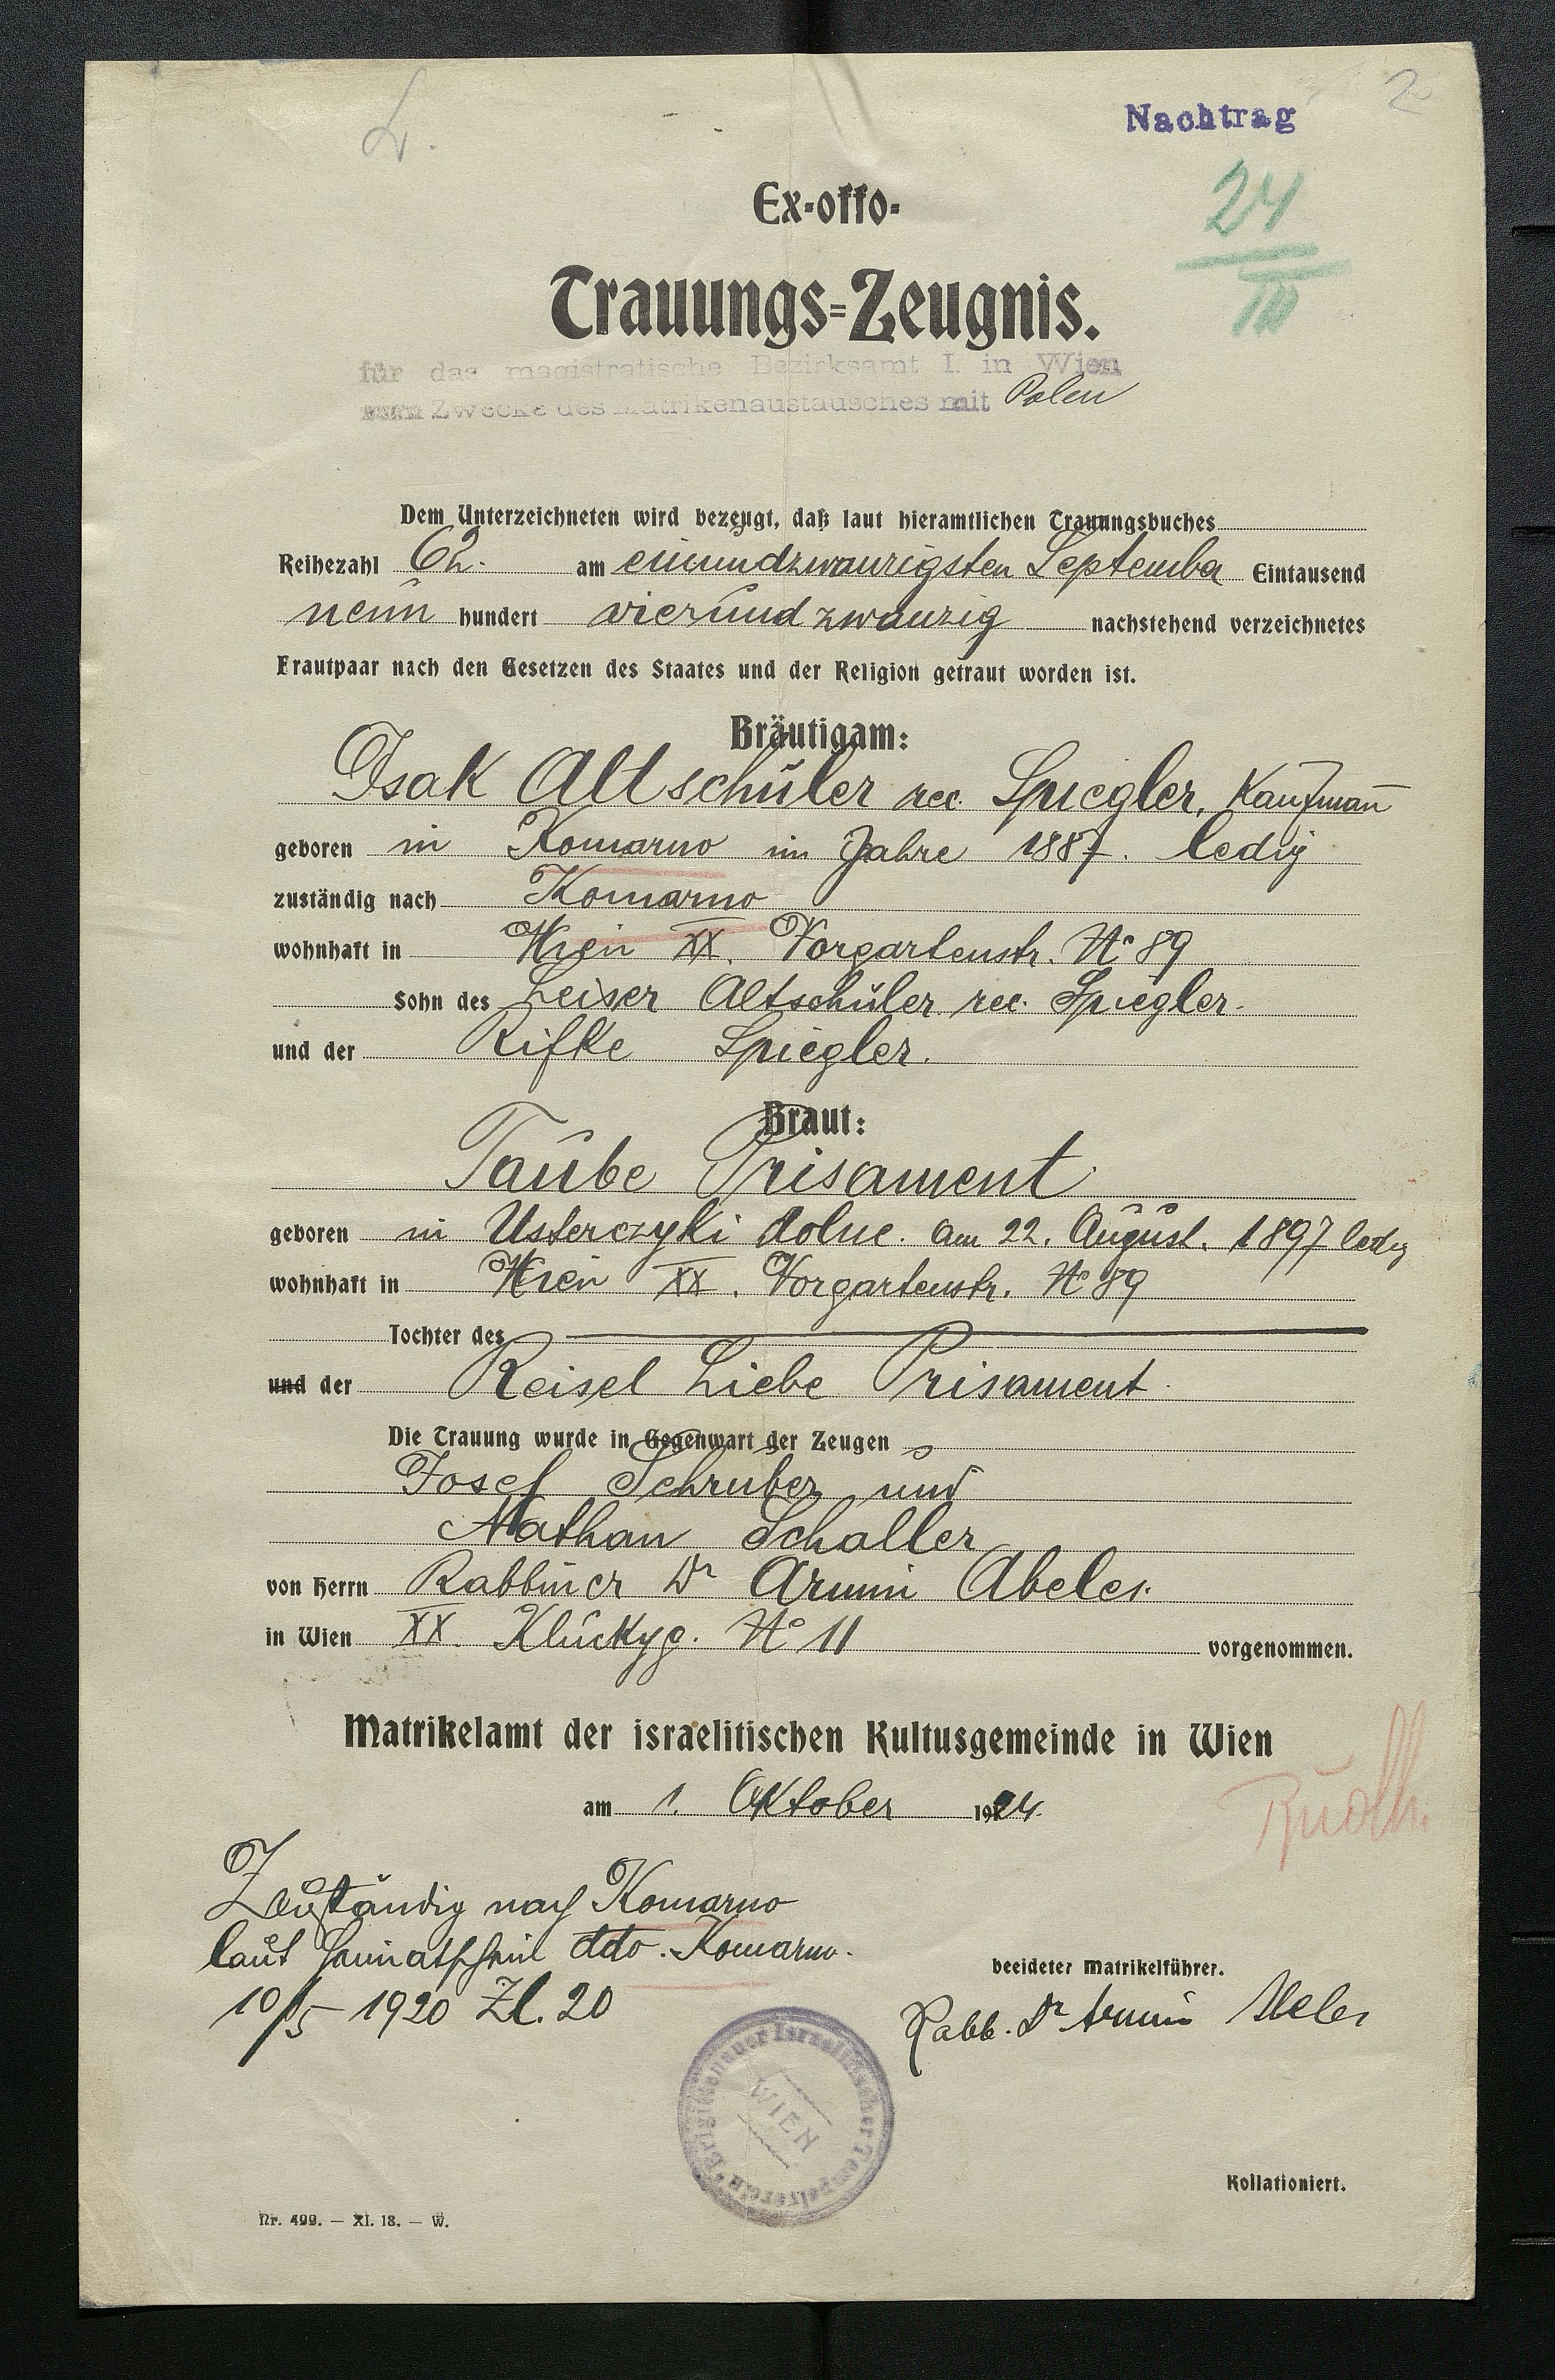 2
L.
Nachtrag
24
III
Ex-offo-
Trauungs-Zeugnis.
für das magistratische Bezirksamt I. in Wien
zum Zwecke des Matrikenaustausches mit Polen
Dem Unterzeichneten wird bezeugt, daß laut hieramtlichen Trauungsbuches
Reihezahl 62. am einundzwanzigsten September Eintausend
neun hundert vierundzwanzig nachstehend verzeichnetes
Brautpaar nach den Gesetzen des Staates und der Religion getraut worden ist.
Bräutigam:
Isak Altschüler rec. Spiegler, Kaufmann
geboren in Komarno im Jahre 1887. ledig
zuständig nach Komarno
wohnhaft in Wien XX. Vorgartenstr. No 89
Sohn des Leiser Altschüler rec. Spiegler.
und der Rifke Spiegler.
Braut:
Taube Prisament
geboren in Usterczyki dolne. am 22. August. 1897 ledig
wohnhaft in Wien XX. Vorgartenstr. No 89
Tochter des
und der Reisel Liebe Prisament.
Die Trauung wurde in Gegenwart der Zeugen
Josef Schruber und
Nathan Schaller
von Herrn Rabbiner Dr Armin Abeles.
in Wien XX. Kluckyg. No 11 vorgenommen.
Matrikelamt der israelitischen Kultusgemeinde in Wien
am 1. Oktober 1924.
Zuständig nach Komarno
laut Heimatschein ddo. Komarno.
10/5 1920 Zl. 20
beeideter Matrikelführer.
Rabb. Dr Armin Abeles
Brigittenauer Israelitischer Tempelverein
WIEN
Kollationiert.
Nr. 499. — XI. 18. — W.